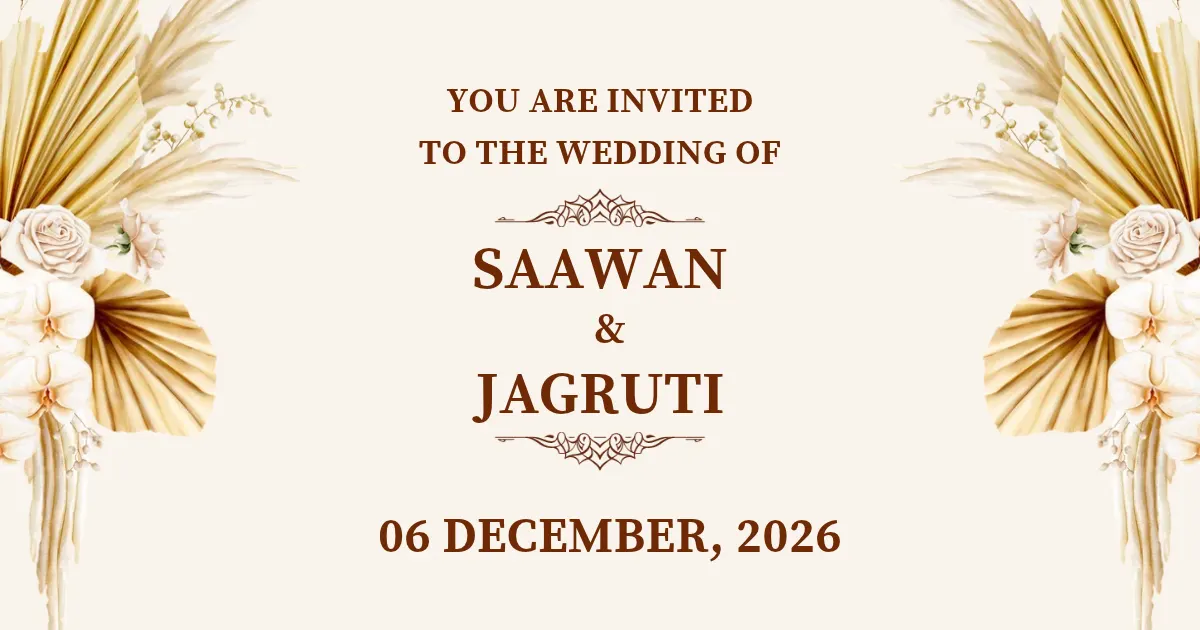 YOU ARE INVITED
TO THE WEDDING OF
SAAWAN
&
JAGRUTI
06 DECEMBER, 2026